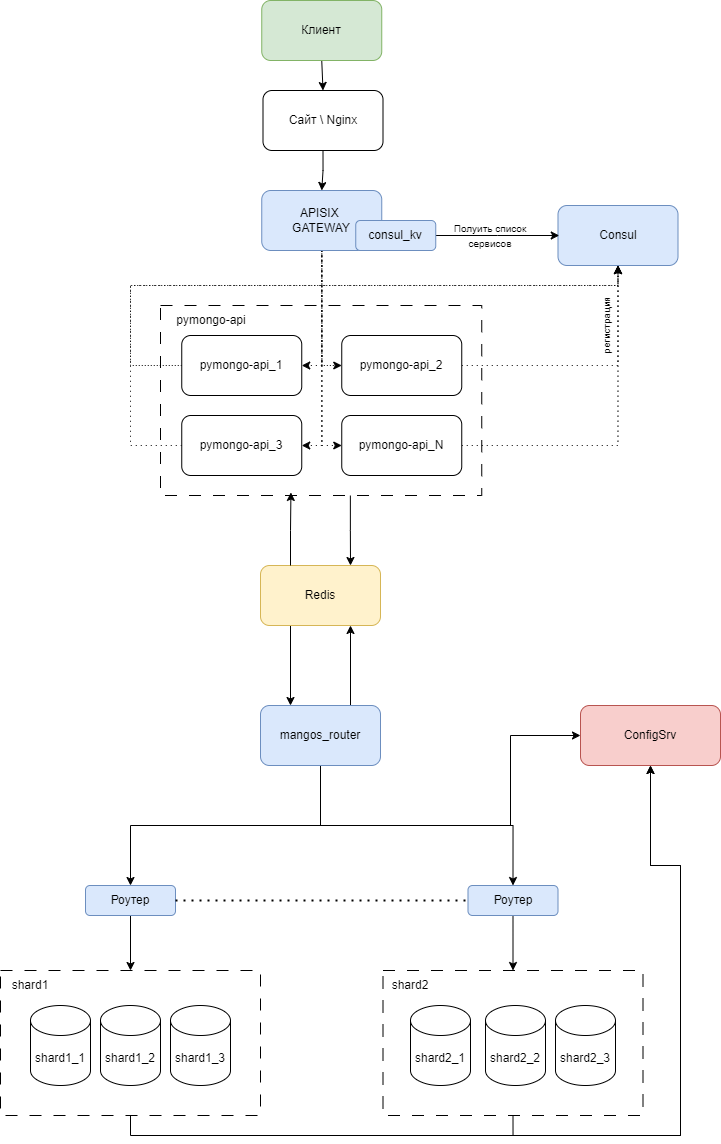 Клиент
Сайт \ Nginx
APISIX
GATEWAY
consul_kv
Полуить список
сервисов
Consul
регистрация
pymongo-api
pymongo-api_1
pymongo-api_2
pymongo-api_3
pymongo-api_N
Redis
mangos_router
ConfigSrv
Роутер
Роутер
shard1
shard1_1
shard1_2
shard1_3
shard2
shard2_1
shard2_2
shard2_3